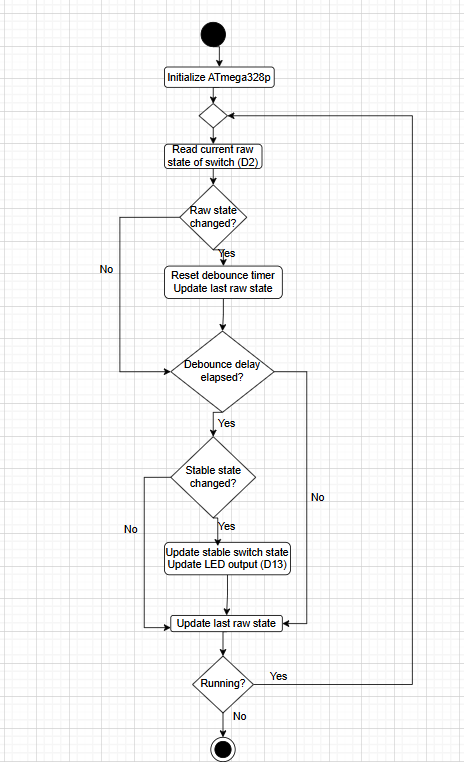 Initialize ATmega328p
Read current raw
state of switch (D2)
Raw state
changed?
Yes
No
Reset debounce timer
Update last raw state
Debounce delay
elapsed?
Yes
Stable state
changed?
No
No
Yes
Update stable switch state
Update LED output (D13)
Update last raw state
Running?
Yes
No